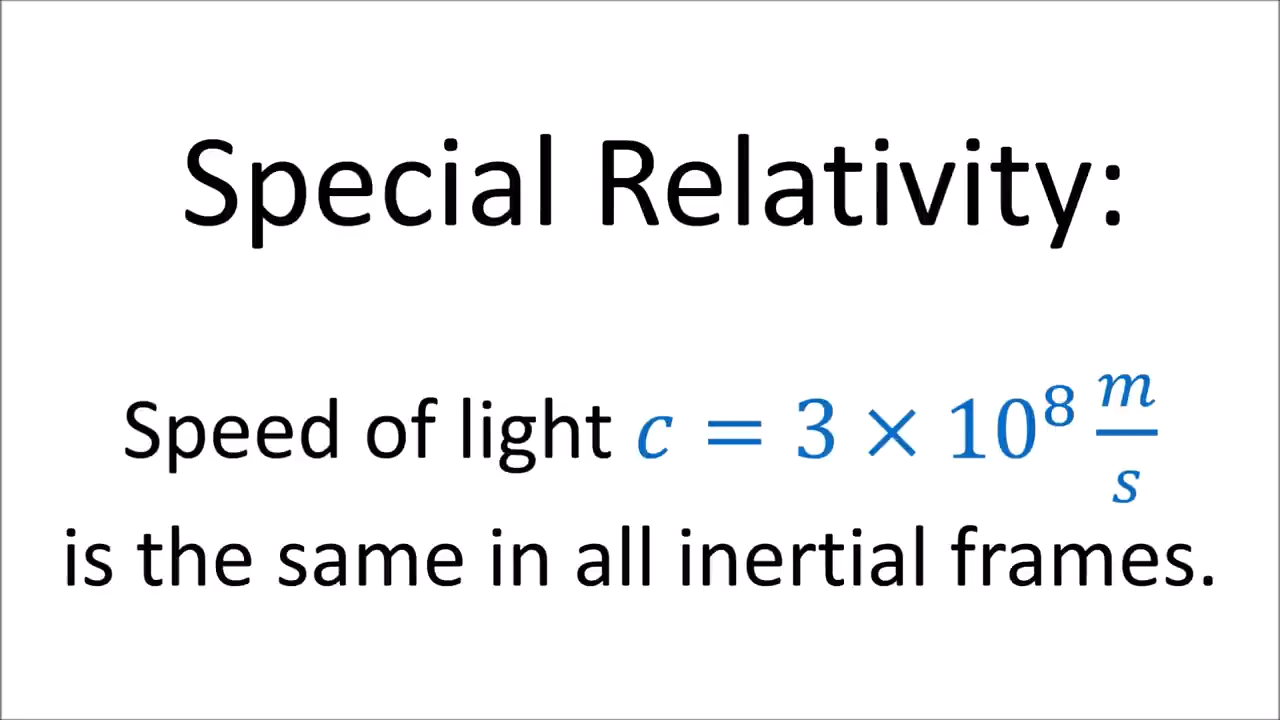 Special Relativity:
Speed of light c = 3 × 10⁸ m/s
is the same in all inertial frames.